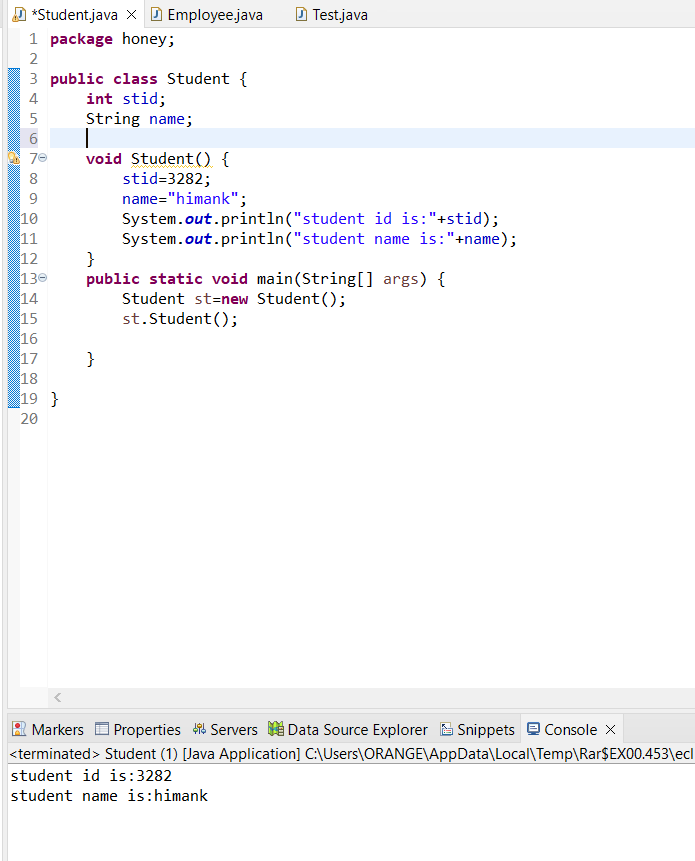 *Student.java Employee.java Test.java
1 package honey;
2
3 public class Student {
4     int stid;
5     String name;
6
7     void Student() {
8         stid=3282;
9         name="himank";
10         System.out.println("student id is:"+stid);
11         System.out.println("student name is:"+name);
12     }
13     public static void main(String[] args) {
14         Student st=new Student();
15         st.Student();
16
17     }
18
19 }
20
Markers Properties Servers Data Source Explorer Snippets Console
<terminated> Student (1) [Java Application] C:\Users\ORANGE\AppData\Local\Temp\Rar$EX00.453\ecl
student id is:3282
student name is:himank